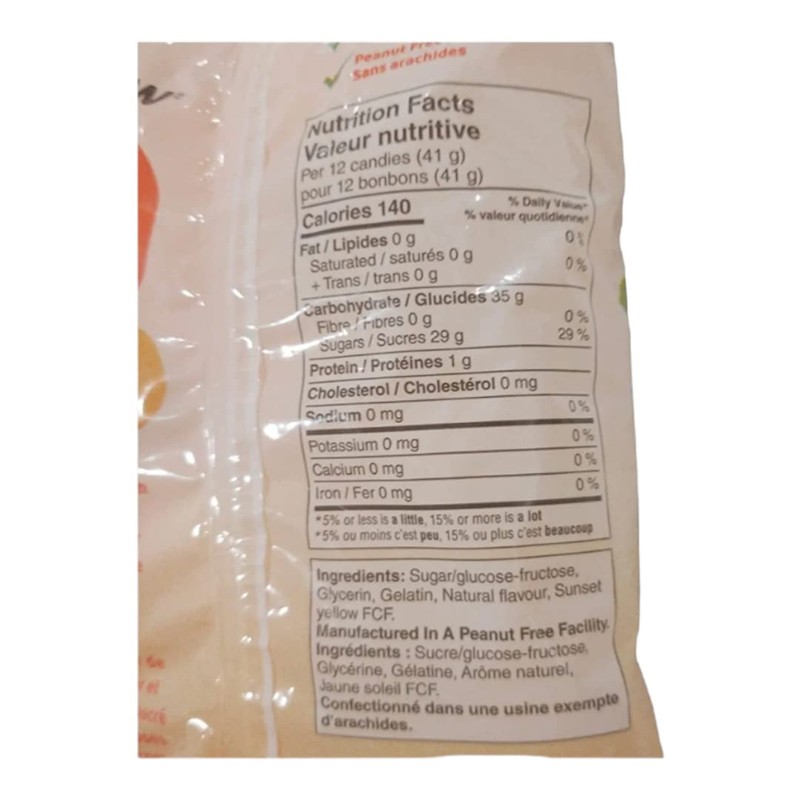 Peanut Free
Sans arachides
Nutrition Facts
Valeur nutritive
Per 12 candies (41 g)
pour 12 bonbons (41 g)
Calories 140
% Daily Value*
% valeur quotidienne*
Fat / Lipides 0 g 0 %
Saturated / saturés 0 g
+ Trans / trans 0 g 0 %
Carbohydrate / Glucides 35 g
Fibre / Fibres 0 g 0 %
Sugars / Sucres 29 g 29 %
Protein / Protéines 1 g
Cholesterol / Cholestérol 0 mg
Sodium 0 mg 0 %
Potassium 0 mg 0 %
Calcium 0 mg 0 %
Iron / Fer 0 mg 0 %
*5% or less is a little, 15% or more is a lot
*5% ou moins c'est peu, 15% ou plus c'est beaucoup
Ingredients: Sugar/glucose-fructose,
Glycerin, Gelatin, Natural flavour, Sunset
yellow FCF.
Manufactured In A Peanut Free Facility.
Ingrédients : Sucre/glucose-fructose,
Glycérine, Gélatine, Arôme naturel,
Jaune soleil FCF.
Confectionné dans une usine exempte
d'arachides.